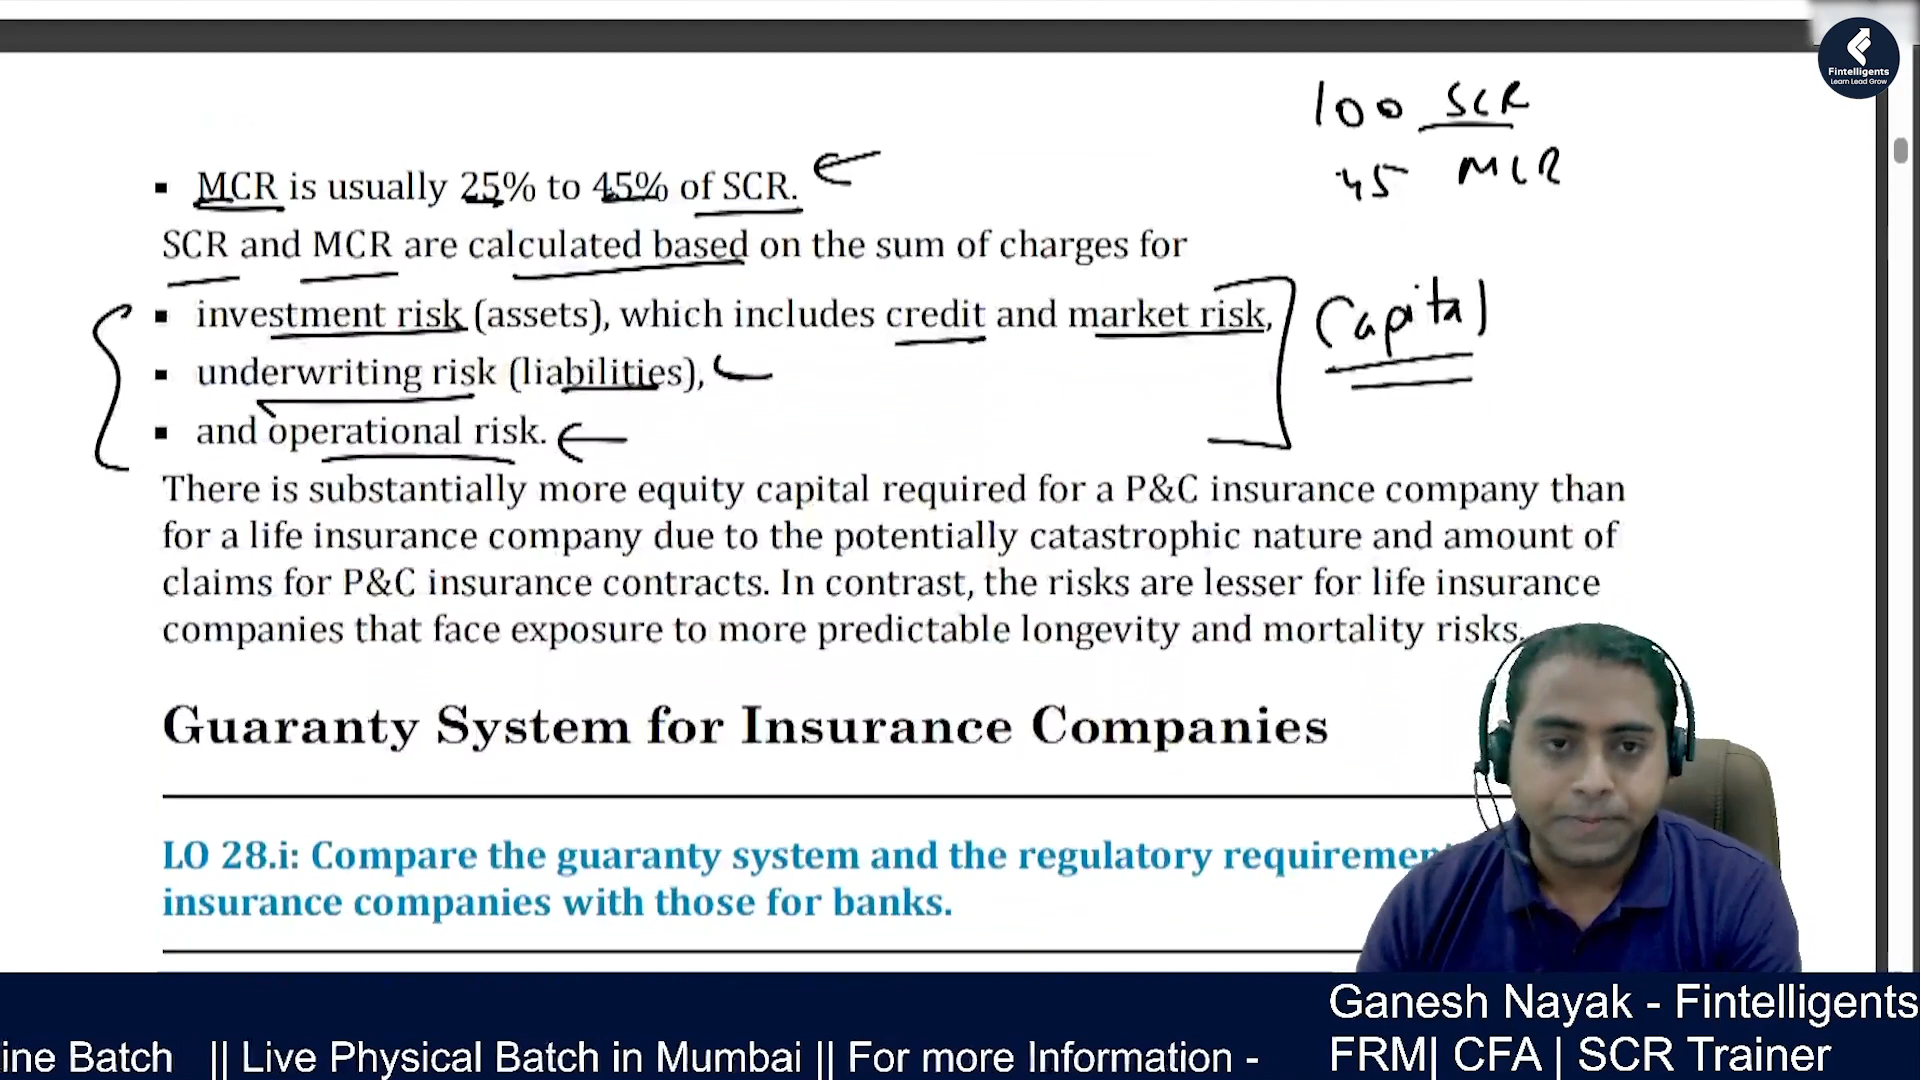 Fintelligents
Learn Lead Grow
100 SCR
45 MCR
▪ MCR is usually 25% to 45% of SCR.
SCR and MCR are calculated based on the sum of charges for
▪ investment risk (assets), which includes credit and market risk,
Capital
▪ underwriting risk (liabilities),
▪ and operational risk.
There is substantially more equity capital required for a P&C insurance company than
for a life insurance company due to the potentially catastrophic nature and amount of
claims for P&C insurance contracts. In contrast, the risks are lesser for life insurance
companies that face exposure to more predictable longevity and mortality risks.
Guaranty System for Insurance Companies
LO 28.i: Compare the guaranty system and the regulatory requiremen
insurance companies with those for banks.
Ganesh Nayak - Fintelligents
ine Batch || Live Physical Batch in Mumbai || For more Information -
FRM| CFA | SCR Trainer